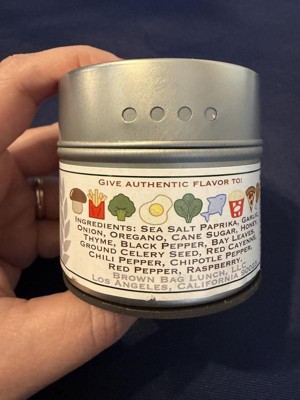 GIVE AUTHENTIC FLAVOR TO:
INGREDIENTS: SEA SALT PAPRIKA, GARLIC,
ONION, OREGANO, CANE SUGAR, HONEY,
THYME, BLACK PEPPER, BAY LEAVES,
GROUND CELERY SEED, RED CAYENNE,
CHILI PEPPER, CHIPOTLE PEPPER,
RED PEPPER, RASPBERRY,
BROWN BAG LUNCH, LLC
LOS ANGELES, CALIFORNIA